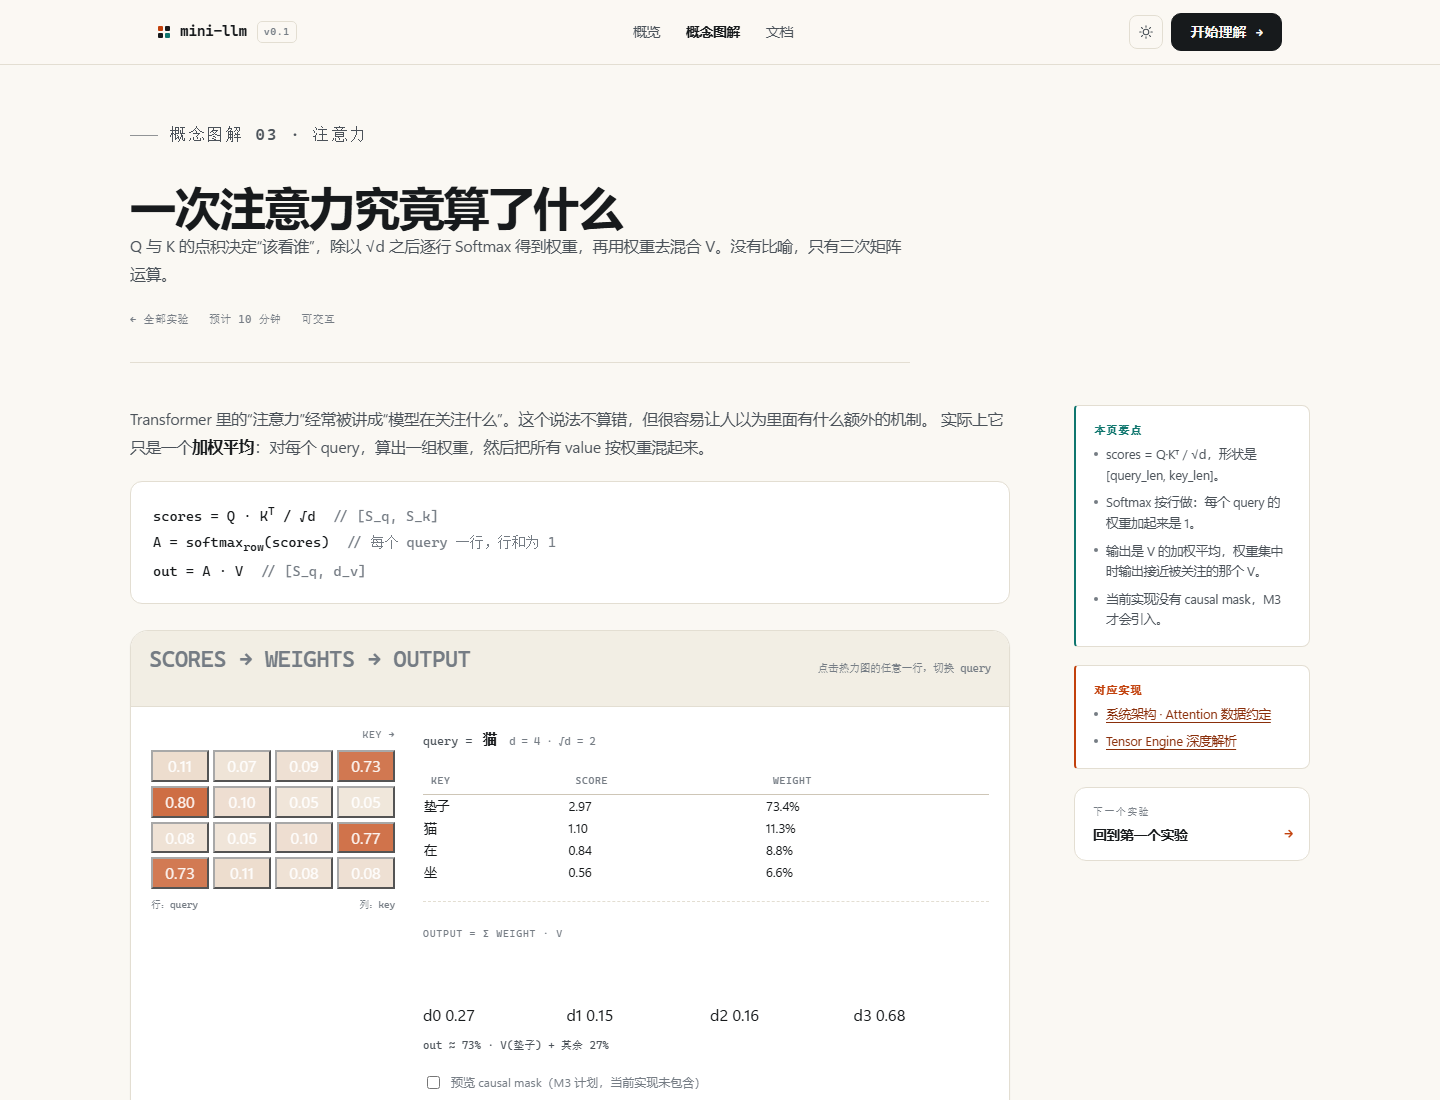 mini-llm v0.1 概览 概念图解 文档 开始理解 →
概念图解 03 · 注意力
一次注意力究竟算了什么
Q 与 K 的点积决定“该看谁”，除以 √d 之后逐行 Softmax 得到权重，再用权重去混合 V。没有比喻，只有三次矩阵
运算。
← 全部实验 预计 10 分钟 可交互
Transformer 里的“注意力”经常被讲成“模型在关注什么”。这个说法不算错，但很容易让人以为里面有什么额外的机制。 实际上它
只是一个加权平均：对每个 query，算出一组权重，然后把所有 value 按权重混起来。
scores = Q · Kᵀ / √d // [S_q, S_k]
A = softmaxrow(scores) // 每个 query 一行，行和为 1
out = A · V // [S_q, d_v]
SCORES → WEIGHTS → OUTPUT
点击热力图的任意一行，切换 query
KEY →
0.11 0.07 0.09 0.73
0.80 0.10 0.05 0.05
0.08 0.05 0.10 0.77
0.73 0.11 0.08 0.08
行：query 列：key
query = 猫 d = 4 · √d = 2
KEY SCORE WEIGHT
垫子 2.97 73.4%
猫 1.10 11.3%
在 0.84 8.8%
坐 0.56 6.6%
OUTPUT = Σ WEIGHT · V
d0 0.27 d1 0.15 d2 0.16 d3 0.68
out ≈ 73% · V(垫子) + 其余 27%
预览 causal mask（M3 计划，当前实现未包含）
本页要点
scores = Q·Kᵀ / √d，形状是
[query_len, key_len]。
Softmax 按行做：每个 query 的
权重加起来是 1。
输出是 V 的加权平均，权重集中
时输出接近被关注的那个 V。
当前实现没有 causal mask，M3
才会引入。
对应实现
系统架构 · Attention 数据约定
Tensor Engine 深度解析
下一个实验
回到第一个实验 →